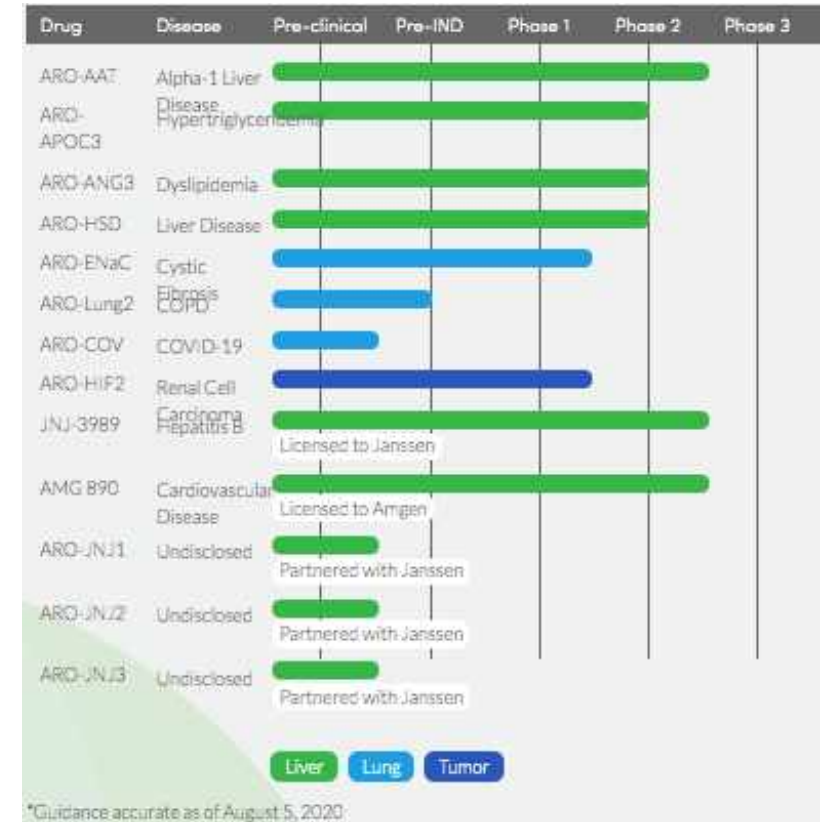 Drug Disease Pre-clinical Pre-IND Phase 1 Phase 2 Phase 3
ARO-AAT Alpha-1 Liver
Disease
ARO- Hypertriglyceridemia
APOC3
ARO-ANG3 Dyslipidemia
ARO-HSD Liver Disease
ARO-ENaC Cystic
Fibrosis
ARO-Lung2 COPD
ARO-COV COVID-19
ARO-HIF2 Renal Cell
Carcinoma
JNJ-3989 Hepatitis B
Licensed to Janssen
AMG 890 Cardiovascular
Disease Licensed to Amgen
ARO-JNJ1 Undisclosed
Partnered with Janssen
ARO-JNJ2 Undisclosed
Partnered with Janssen
ARO-JNJ3 Undisclosed
Partnered with Janssen
Liver Lung Tumor
*Guidance accurate as of August 5, 2020